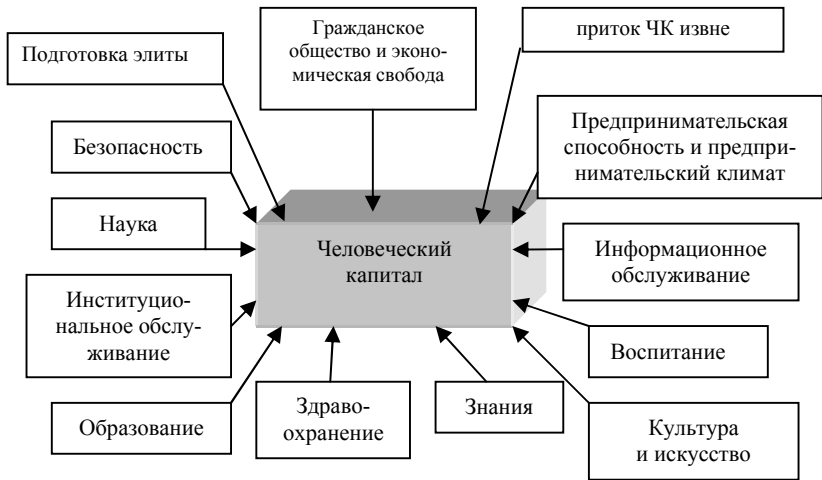 Гражданское
общество и эконо-
мическая свобода
приток ЧК извне
Подготовка элиты
Предпринимательская
способность и предпри-
нимательский климат
Безопасность
Наука
Человеческий
капитал
Информационное
обслуживание
Институцио-
нальное обслу-
живание
Воспитание
Образование
Здраво-
охранение
Знания
Культура
и искусство